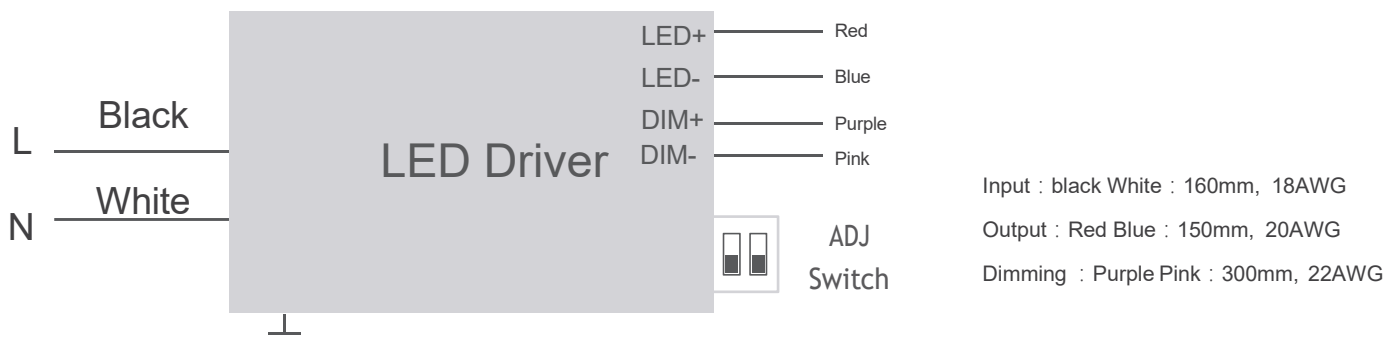 LED+ Red
LED- Blue
DIM+ Purple
DIM- Pink
L Black
N White
LED Driver
ADJ
Switch
Input：black White：160mm, 18AWG
Output：Red Blue：150mm, 20AWG
Dimming ：Purple Pink：300mm, 22AWG